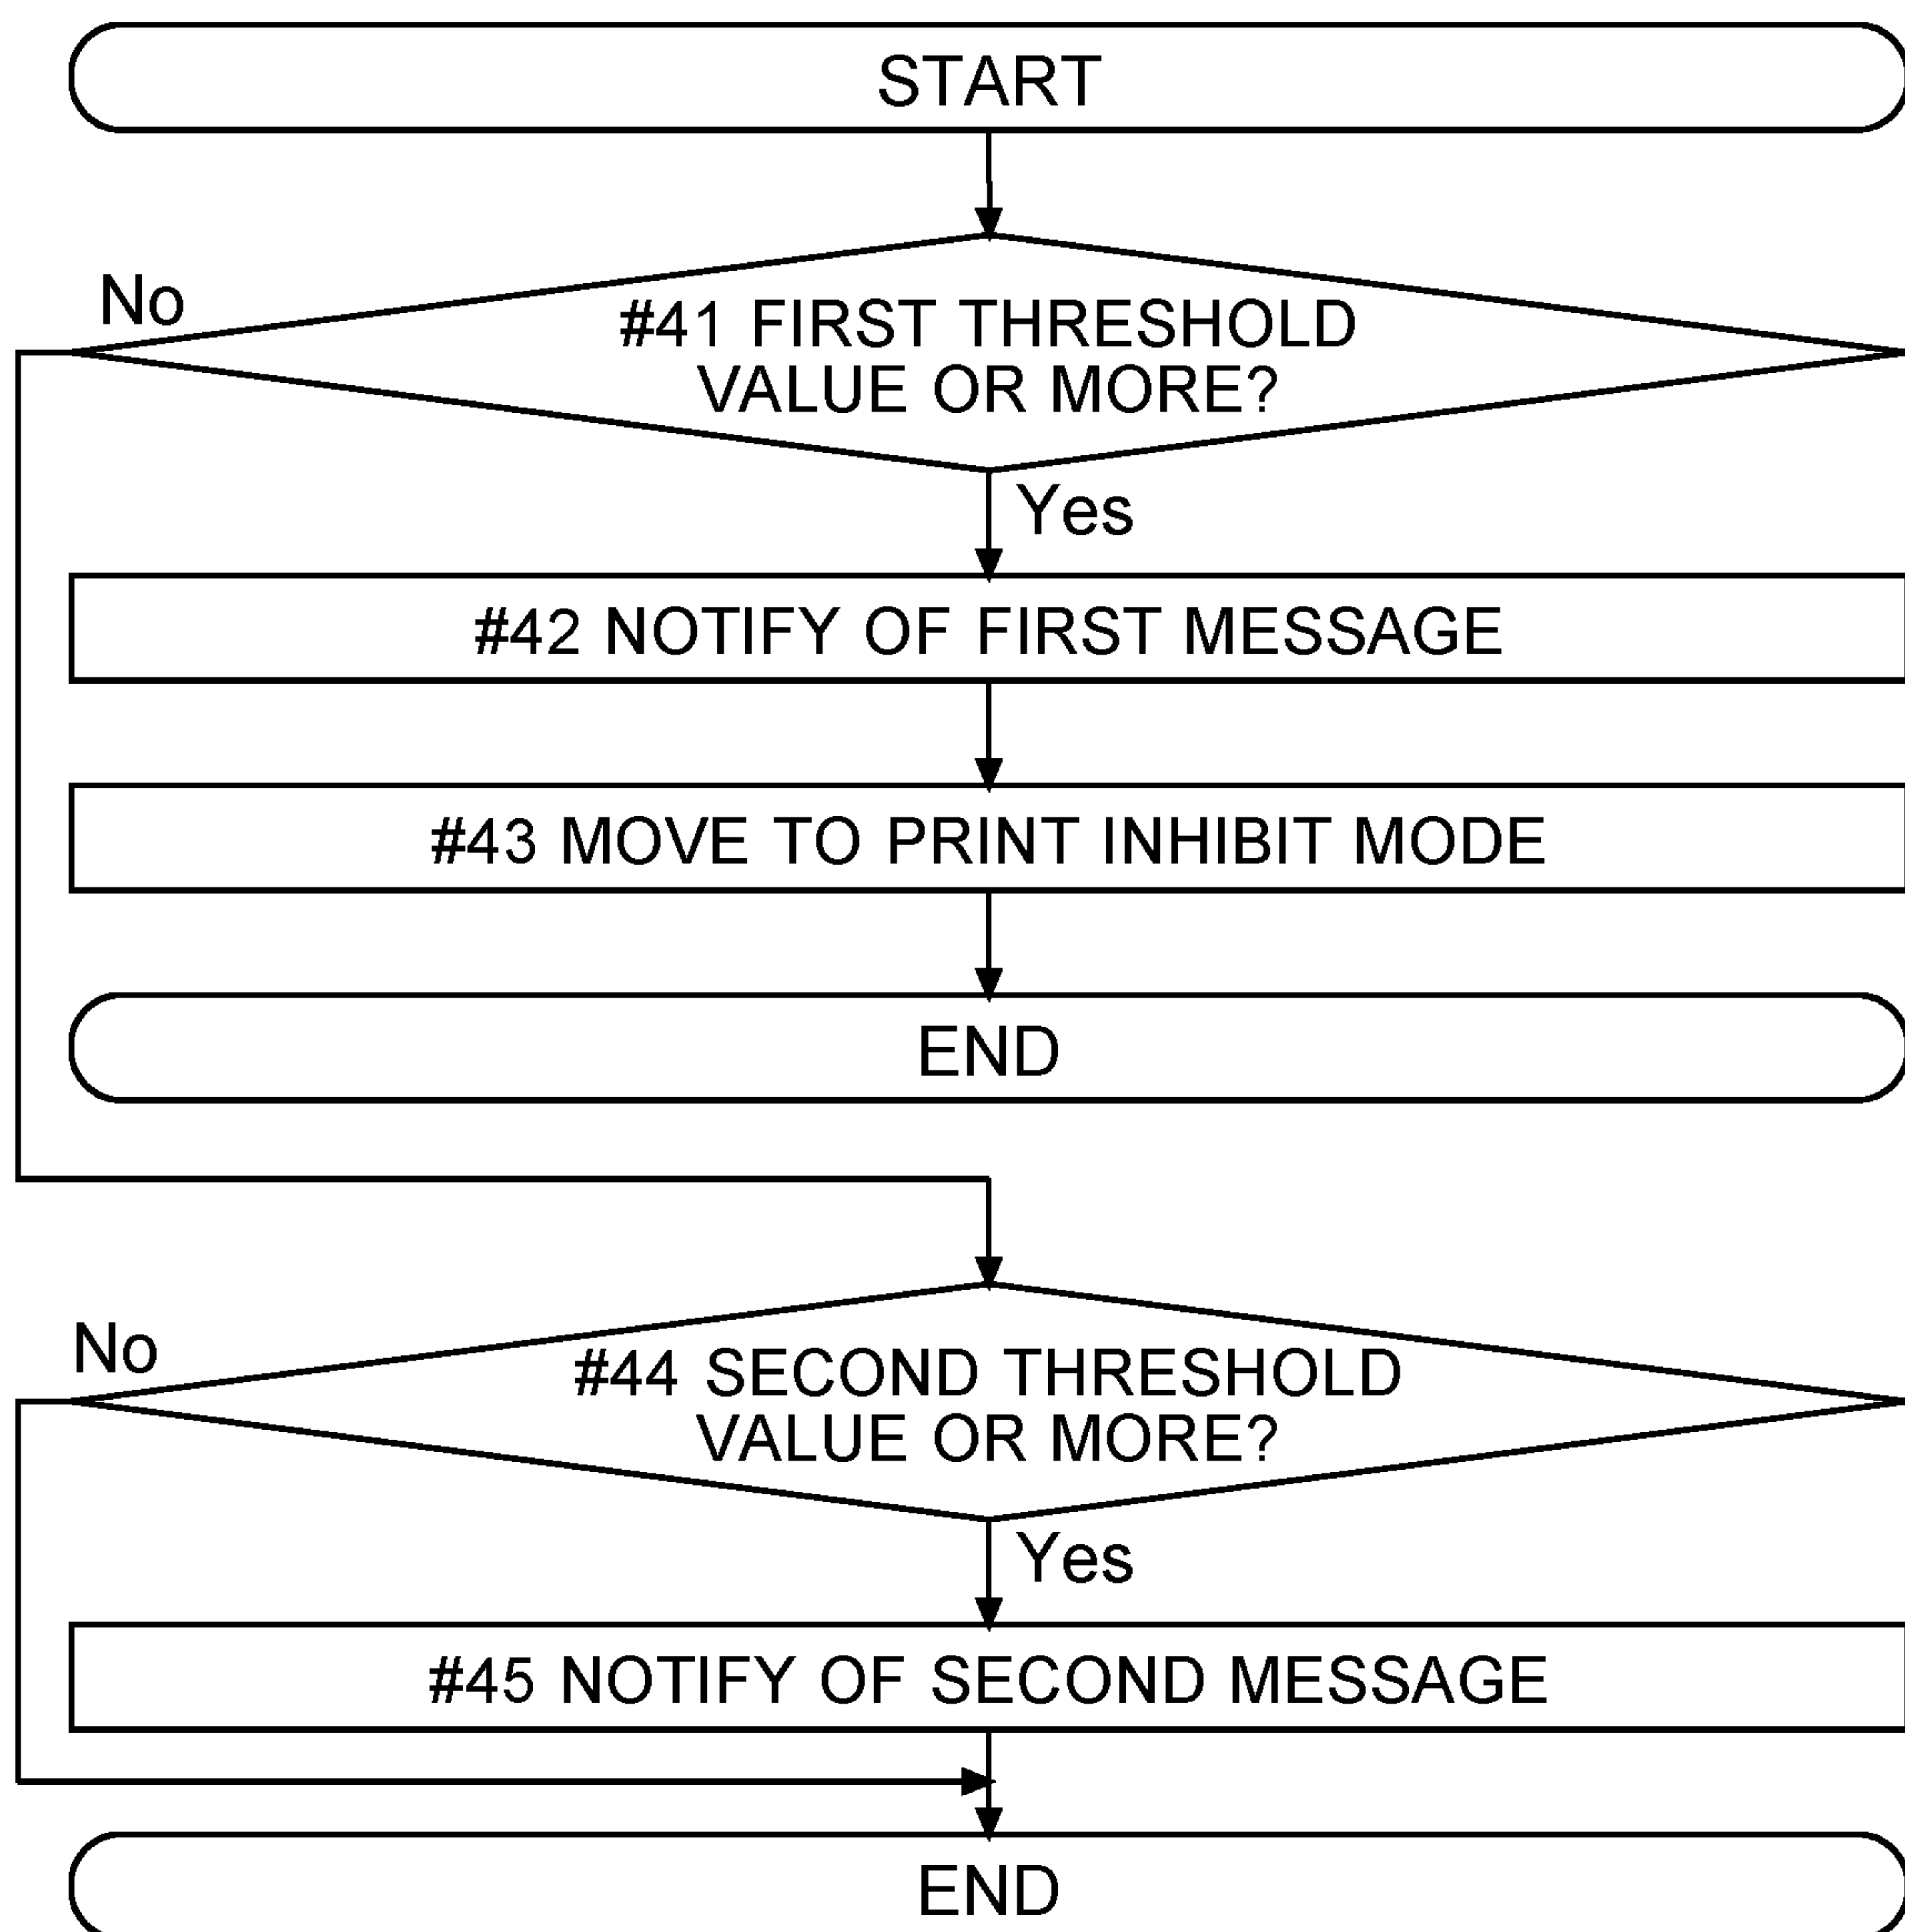 START
No
#41 FIRST THRESHOLD
VALUE OR MORE?
Yes
#42 NOTIFY OF FIRST MESSAGE
#43 MOVE TO PRINT INHIBIT MODE
END
No
#44 SECOND THRESHOLD
VALUE OR MORE?
Yes
#45 NOTIFY OF SECOND MESSAGE
END